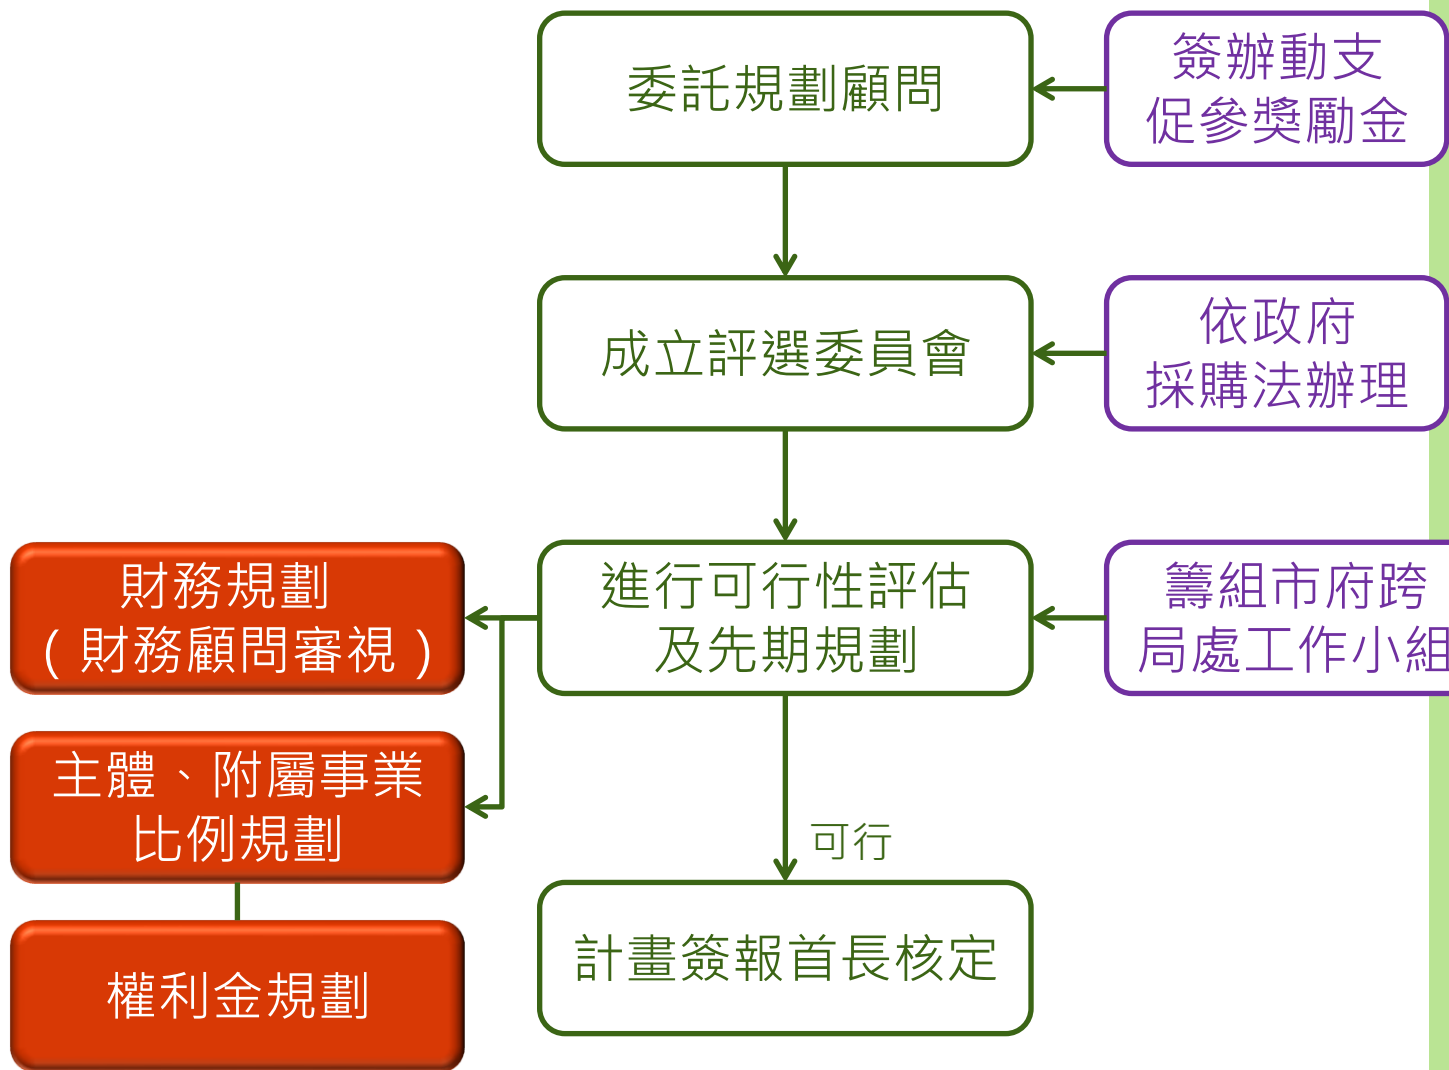 委託規劃顧問
簽辦動支
促參獎勵金
成立評選委員會
依政府
採購法辦理
財務規劃
(財務顧問審視)
進行可行性評估
及先期規劃
籌組市府跨
局處工作小組
主體、附屬事業
比例規劃
可行
計畫簽報首長核定
權利金規劃